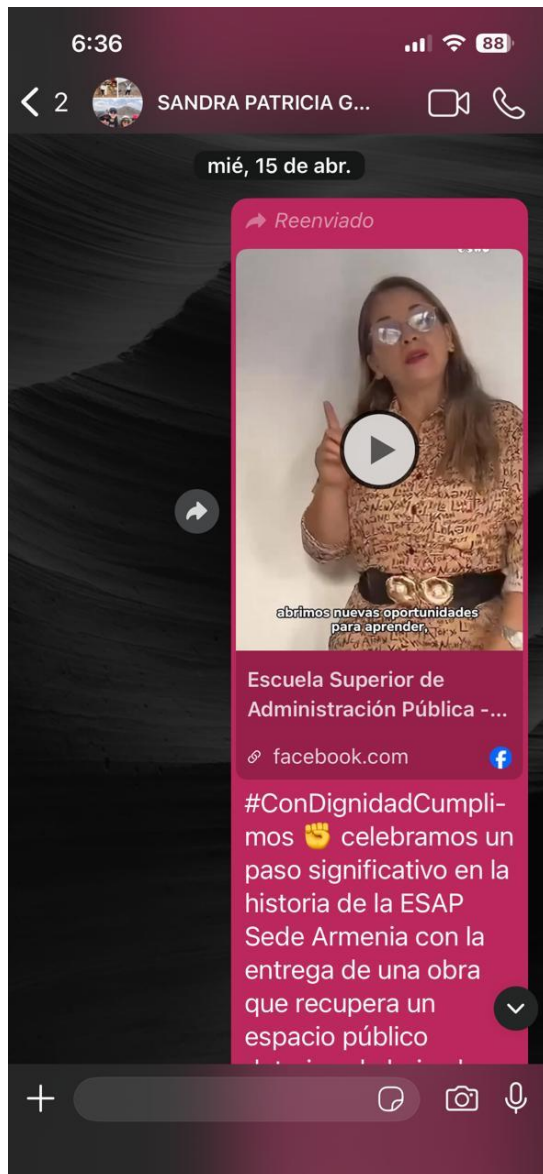 6:36
88
2
SANDRA PATRICIA G...
mié, 15 de abr.
Reenviado
abrimos nuevas oportunidades
para aprender,
Escuela Superior de
Administración Pública -...
facebook.com
#ConDignidadCumpli-
mos ✊ celebramos un
paso significativo en la
historia de la ESAP
Sede Armenia con la
entrega de una obra
que recupera un
espacio público